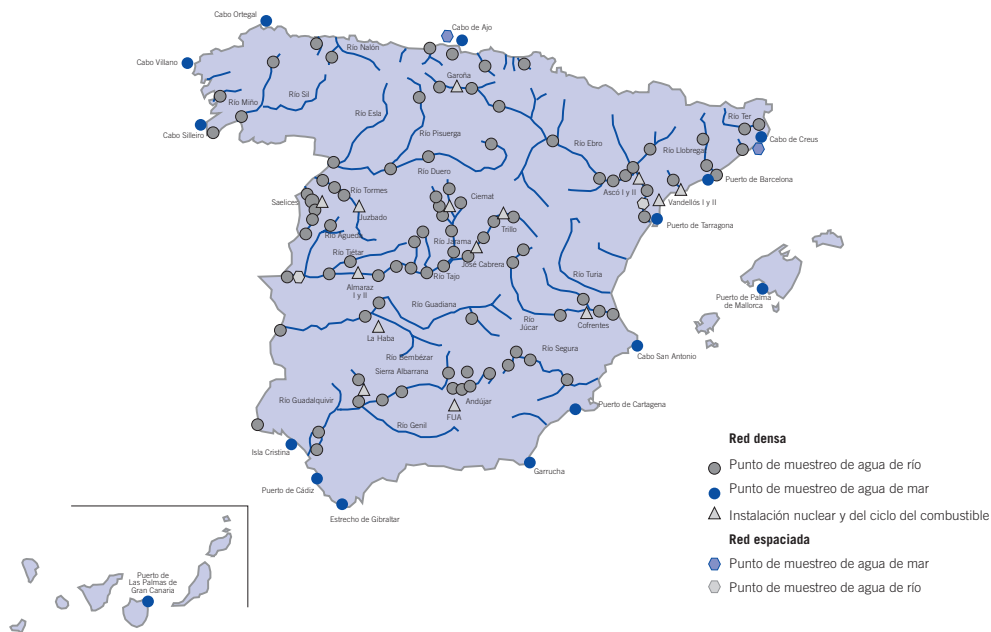 Cabo Ortegal
Cabo de Ajo
Cabo Villano
Río Nalón
Garoña
Río Miño
Río Sil
Río Esla
Río Ter
Cabo Silleiro
Río Pisuerga
Río Ebro
Río Llobregat
Cabo de Creus
Río Duero
Puerto de Barcelona
Río Tormes
Ciemat
Ascó I y II
Vandellós I y II
Saelices
Juzbado
Trillo
Puerto de Tarragona
Río Águeda
Río Jarama
Río Tiétar
José Cabrera
Río Tajo
Río Turia
Almaraz
I y II
Puerto de Palma
de Mallorca
Río Guadiana
Río
Júcar
Cofrentes
La Haba
Río Bembézar
Río Segura
Cabo San Antonio
Sierra Albarrana
Río Guadalquivir
Andújar
Puerto de Cartagena
FUA
Río Genil
Isla Cristina
Garrucha
Puerto de Cádiz
Estrecho de Gibraltar
Puerto de
Las Palmas de
Gran Canaria
Red densa
Punto de muestreo de agua de río
Punto de muestreo de agua de mar
Instalación nuclear y del ciclo del combustible
Red espaciada
Punto de muestreo de agua de mar
Punto de muestreo de agua de río